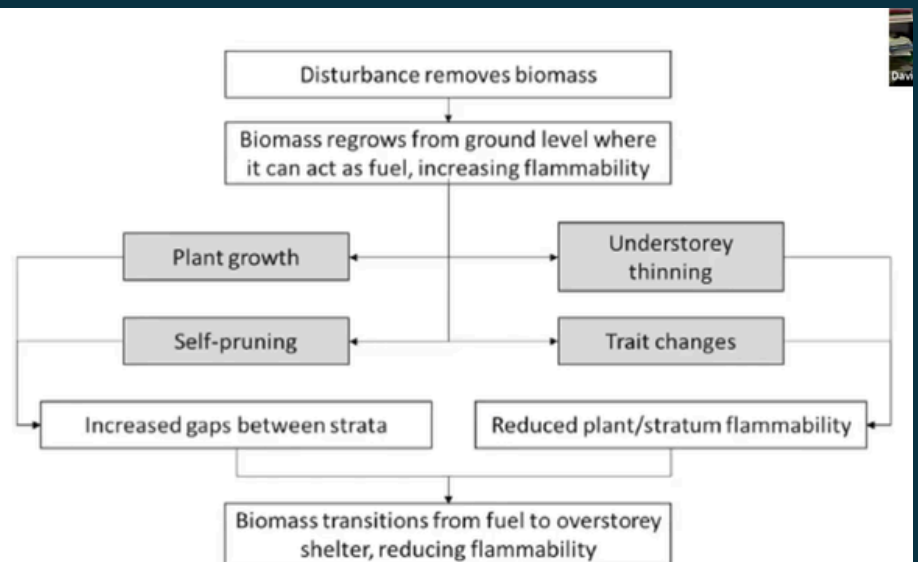 Disturbance removes biomass
Biomass regrows from ground level where
it can act as fuel, increasing flammability
Plant growth
Understorey
thinning
Self-pruning
Trait changes
Increased gaps between strata
Reduced plant/stratum flammability
Biomass transitions from fuel to overstorey
shelter, reducing flammability
Davi